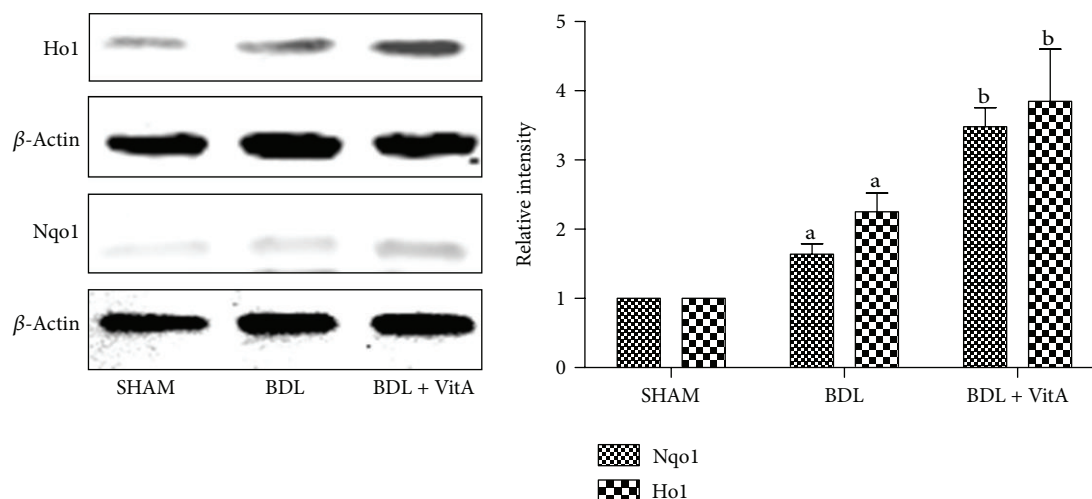 Ho1
β-Actin
Nqo1
β-Actin
SHAM BDL BDL + VitA
Relative intensity
5
4
3
2
1
0
a
a
b
b
SHAM BDL BDL + VitA
Nqo1
Ho1